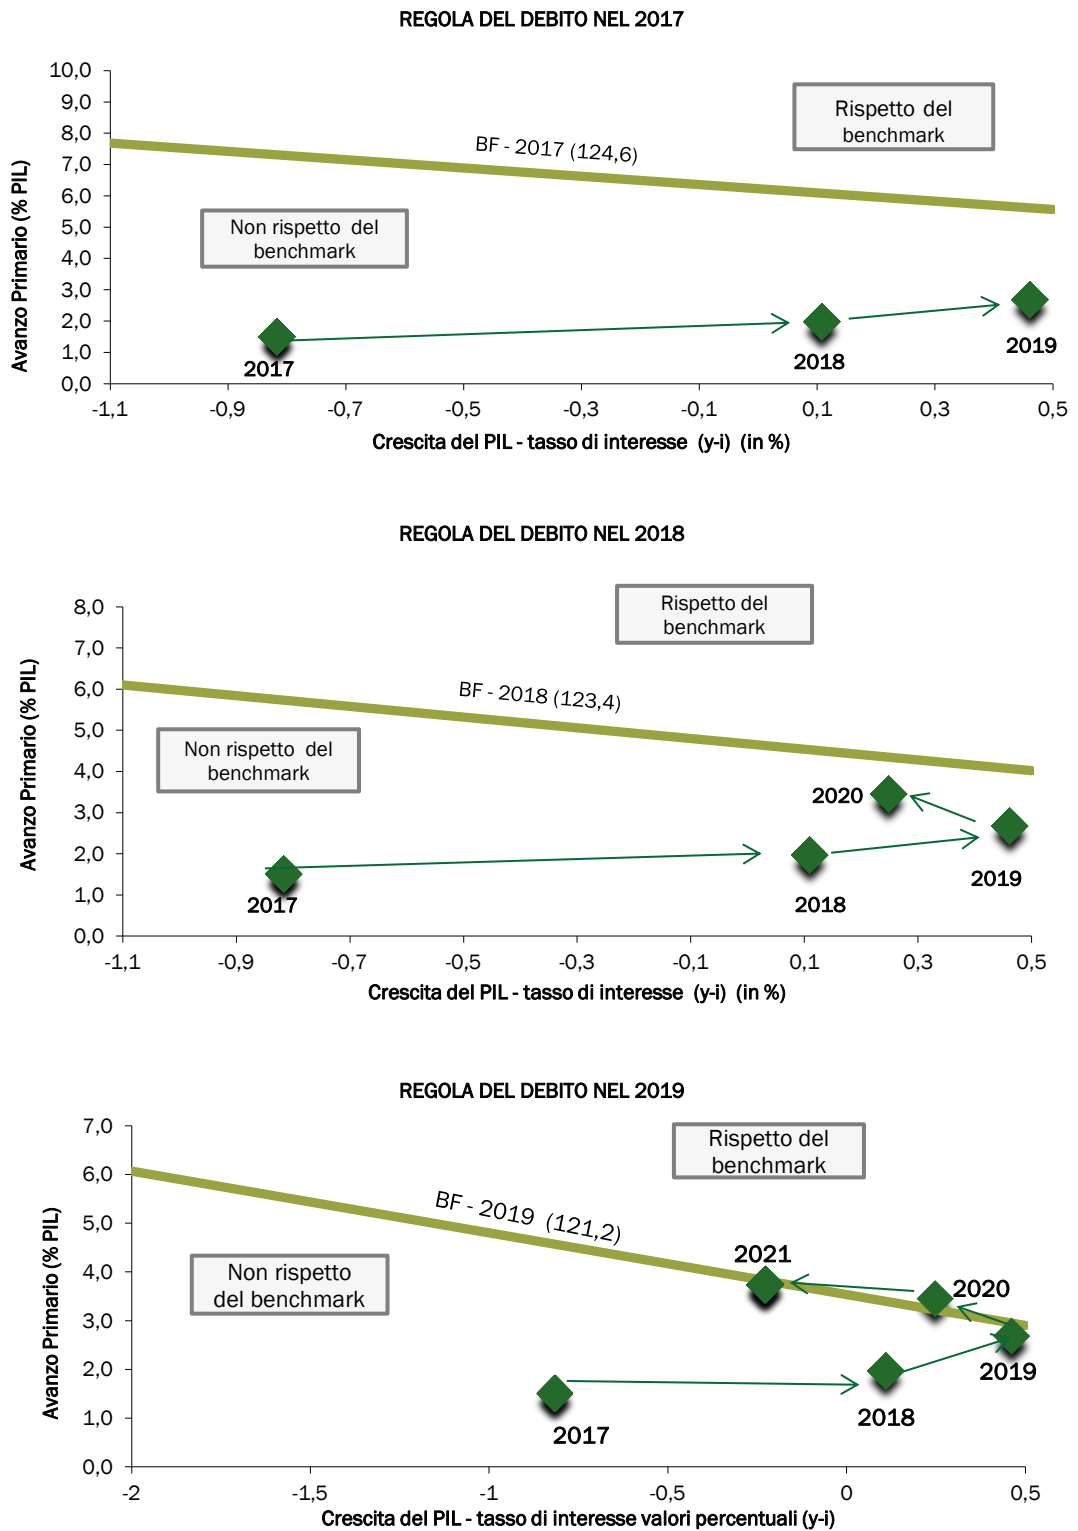 REGOLA DEL DEBITO NEL 2017
10,0
9,0
8,0
7,0
6,0
5,0
4,0
3,0
2,0
1,0
0,0
Avanzo Primario (% PIL)
Rispetto del
benchmark
BF - 2017 (124,6)
Non rispetto del
benchmark
2017
2018
2019
-1,1 -0,9 -0,7 -0,5 -0,3 -0,1 0,1 0,3 0,5
Crescita del PIL - tasso di interesse (y-i) (in %)
REGOLA DEL DEBITO NEL 2018
8,0
7,0
6,0
5,0
4,0
3,0
2,0
1,0
0,0
Avanzo Primario (% PIL)
Rispetto del
benchmark
BF - 2018 (123,4)
Non rispetto del
benchmark
2020
2019
2017
2018
-1,1 -0,9 -0,7 -0,5 -0,3 -0,1 0,1 0,3 0,5
Crescita del PIL - tasso di interesse (y-i) (in %)
REGOLA DEL DEBITO NEL 2019
7,0
6,0
5,0
4,0
3,0
2,0
1,0
0,0
Avanzo Primario (% PIL)
Rispetto del
benchmark
BF - 2019 (121,2)
Non rispetto
del benchmark
2021
2020
2019
2018
2017
-2 -1,5 -1 -0,5 0 0,5
Crescita del PIL - tasso di interesse valori percentuali (y-i)